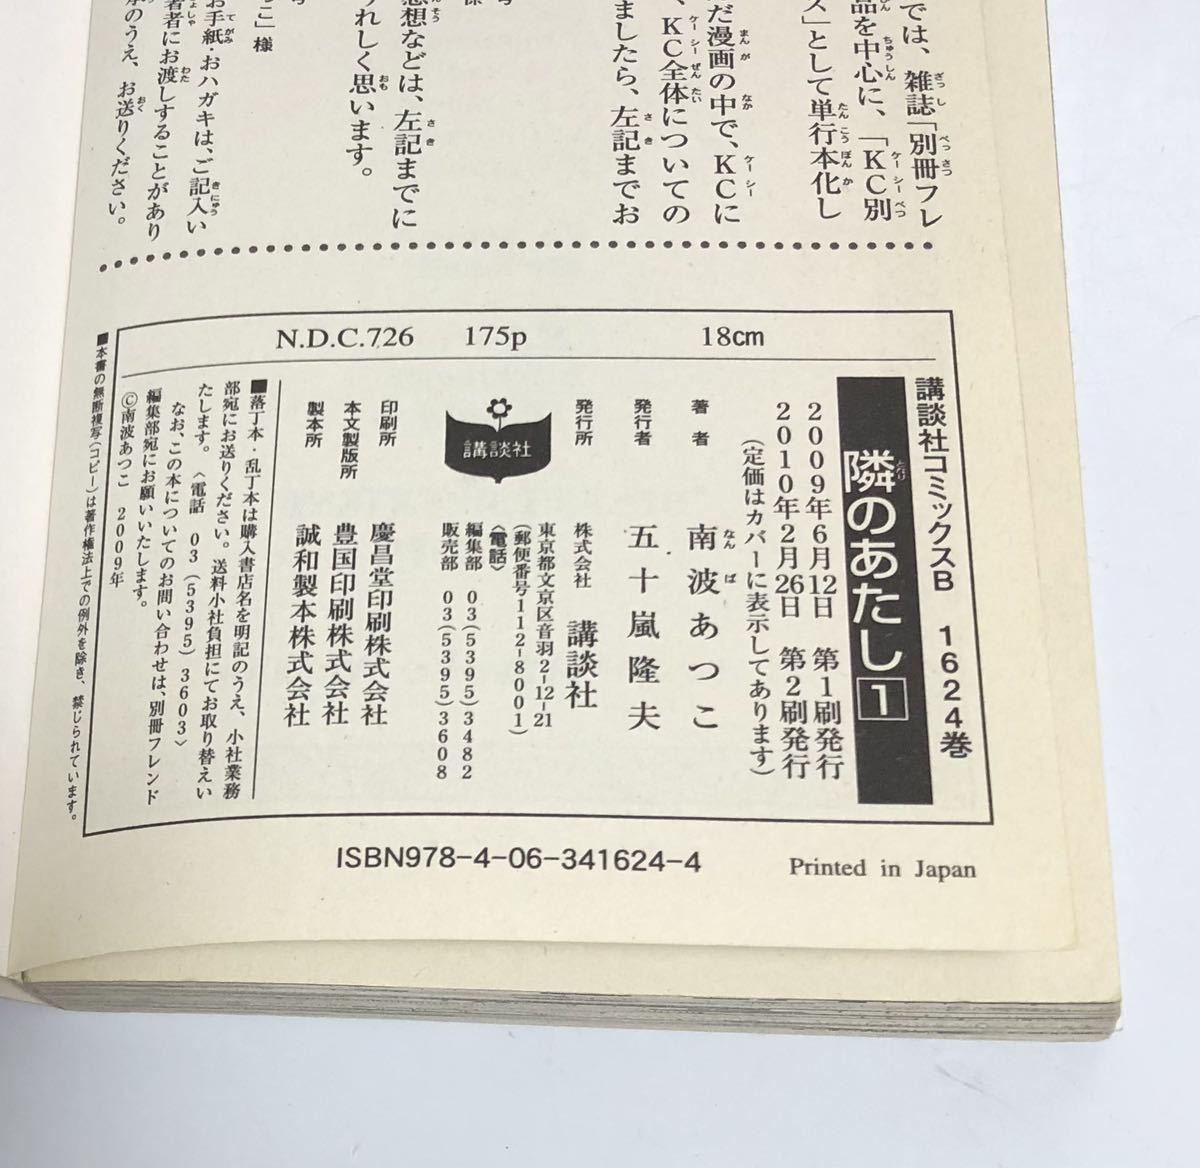 では、雑誌「別冊フレ
品を中心に、「KC別
ス」として単行本化し
だ漫画の中で、KCに
、KC全体についての
ましたら、左記までお
感想などは、左記までに
れしく思います。
こ」様
お手紙・おハガキは、ご記入い
者にお渡しすることがあり
のうえ、お送りください。
N.D.C.726 175p 18cm
講談社コミックスB 1624巻
隣のあたし 1
2009年6月12日 第1刷発行
2010年2月26日 第2刷発行
(定価はカバーに表示してあります)
著者 南波あつこ
発行者 五十嵐隆夫
発行所 株式会社 講談社
東京都文京区音羽2-12-21
(郵便番号112-8001)
〈電話〉
編集部 03(5395)3482
販売部 03(5395)3608
講談社
印刷所 慶昌堂印刷株式会社
本文製版所 豊国印刷株式会社
製本所 誠和製本株式会社
■落丁本・乱丁本は購入書店名を明記のうえ、小社業務
部宛にお送りください。送料小社負担にてお取り替えい
たします。〈電話 03(5395)3603〉
なお、この本についてのお問い合わせは、別冊フレンド
編集部宛にお願いいたします。
©南波あつこ 2009年
■本書の無断複写(コピー)は著作権法上での例外を除き、禁じられています。
ISBN978-4-06-341624-4
Printed in Japan